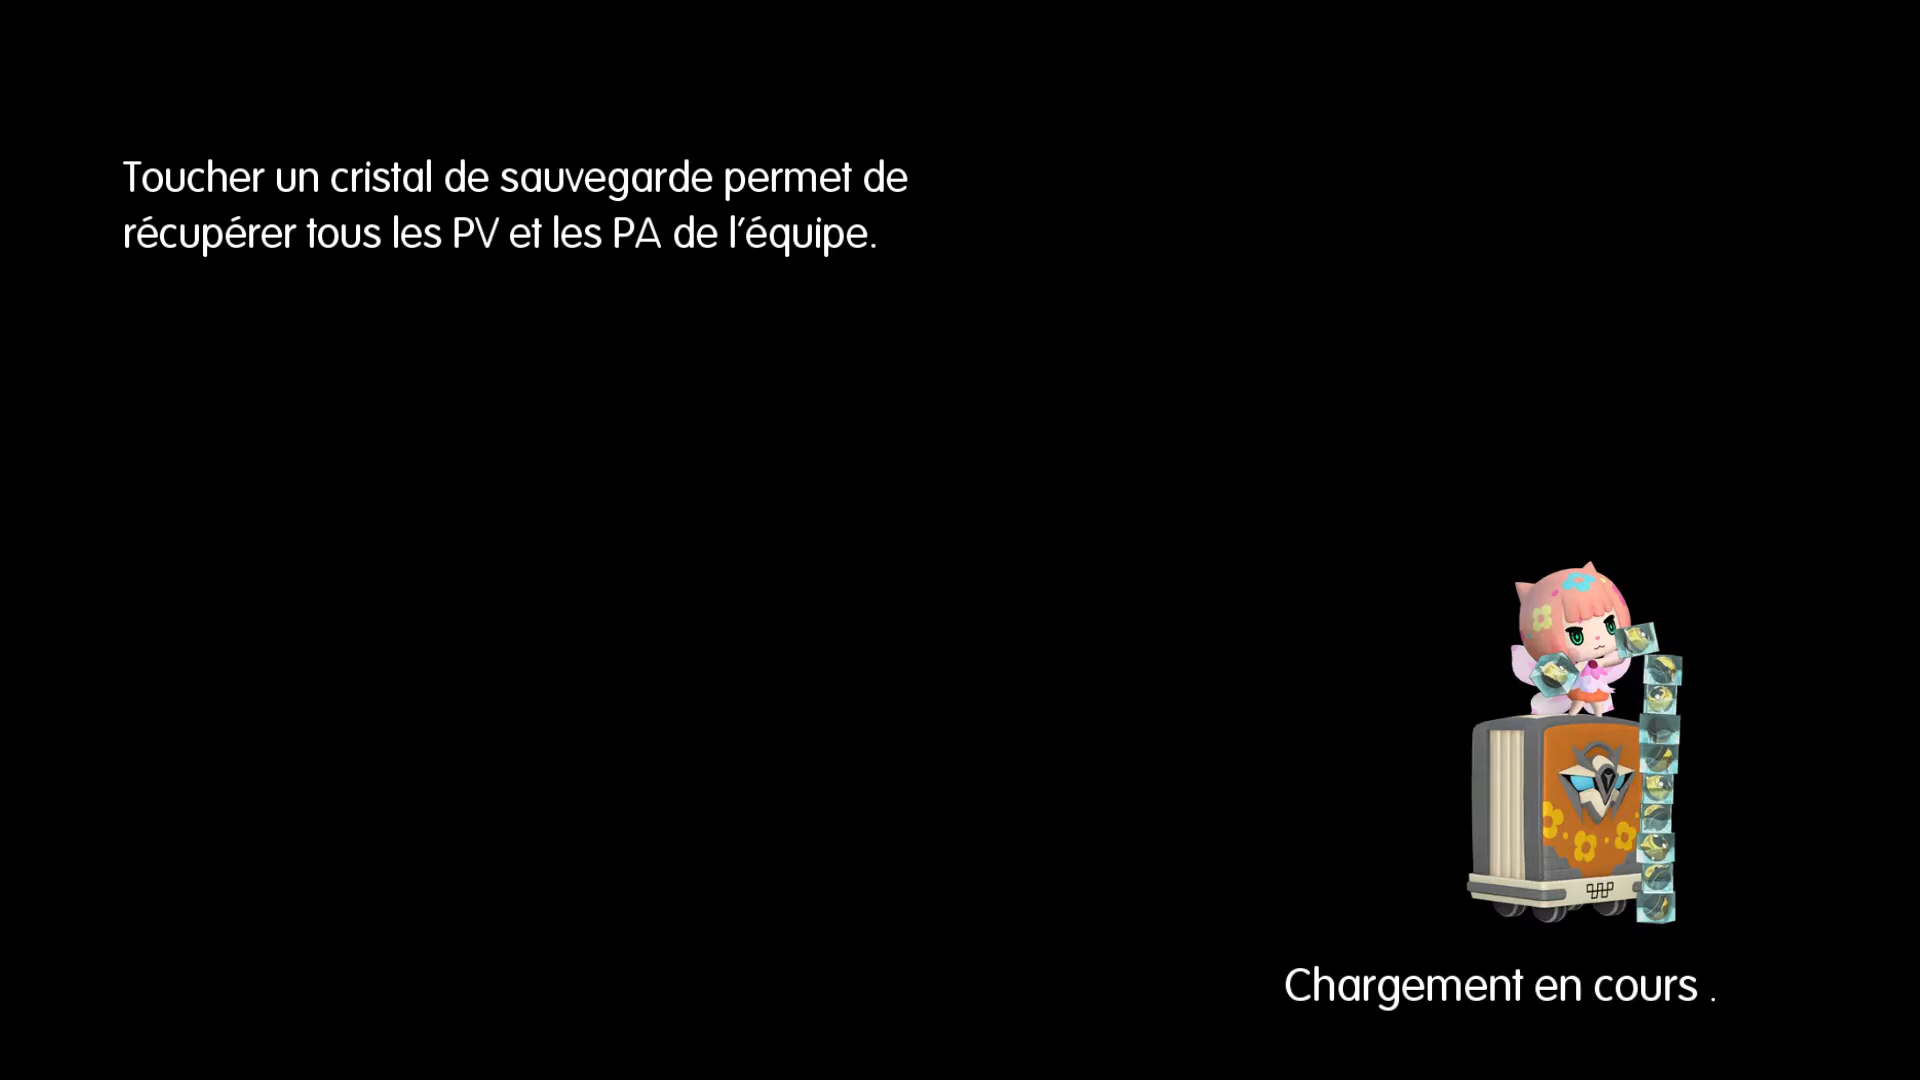 Toucher un cristal de sauvegarde permet de
récupérer tous les PV et les PA de l'équipe.
Chargement en cours .